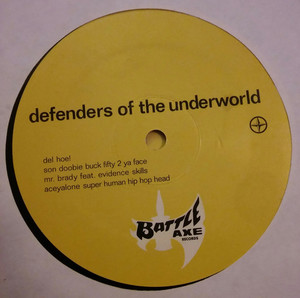 defenders of the underworld
del hoe!
son doobie buck fifty 2 ya face
mr. brady feat. evidence skills
aceyalone super human hip hop head
BATTLE
AXE
RECORDS